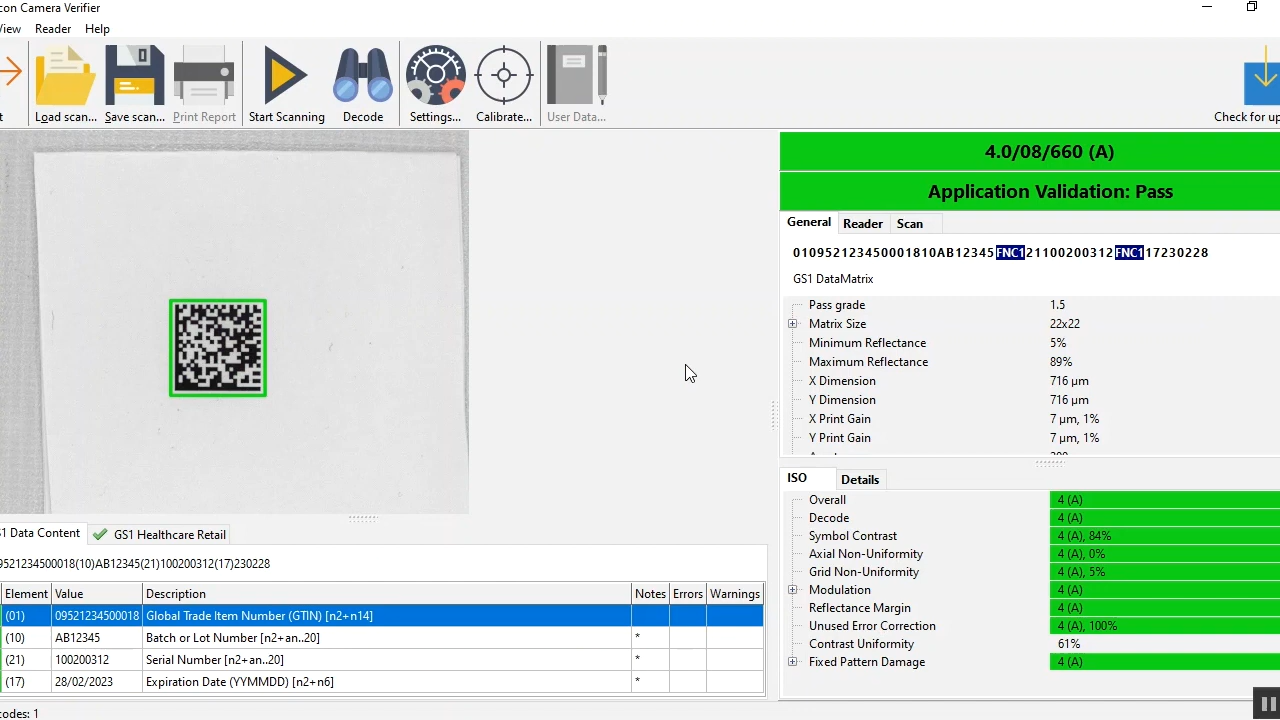 con Camera Verifier
View Reader Help
Load scan... Save scan... Print Report Start Scanning Decode Settings... Calibrate... User Data... Check for up
4.0/08/660 (A)
Application Validation: Pass
General Reader Scan
010952123450001810AB12345FNC121100200312FNC117230228
GS1 DataMatrix
Pass grade 1.5
Matrix Size 22x22
Minimum Reflectance 5%
Maximum Reflectance 89%
X Dimension 716 µm
Y Dimension 716 µm
X Print Gain 7 µm, 1%
Y Print Gain 7 µm, 1%
ISO Details
Overall 4 (A)
Decode 4 (A)
Symbol Contrast 4 (A), 84%
Axial Non-Uniformity 4 (A), 0%
Grid Non-Uniformity 4 (A), 5%
Modulation 4 (A)
Reflectance Margin 4 (A)
Unused Error Correction 4 (A), 100%
Contrast Uniformity 61%
Fixed Pattern Damage 4 (A)
S1 Data Content GS1 Healthcare Retail
9521234500018(10)AB12345(21)100200312(17)230228
Element Value Description Notes Errors Warnings
(01) 09521234500018 Global Trade Item Number (GTIN) [n2+n14]
(10) AB12345 Batch or Lot Number [n2+an..20] *
(21) 100200312 Serial Number [n2+an..20] *
(17) 28/02/2023 Expiration Date (YYMMDD) [n2+n6] *
codes: 1